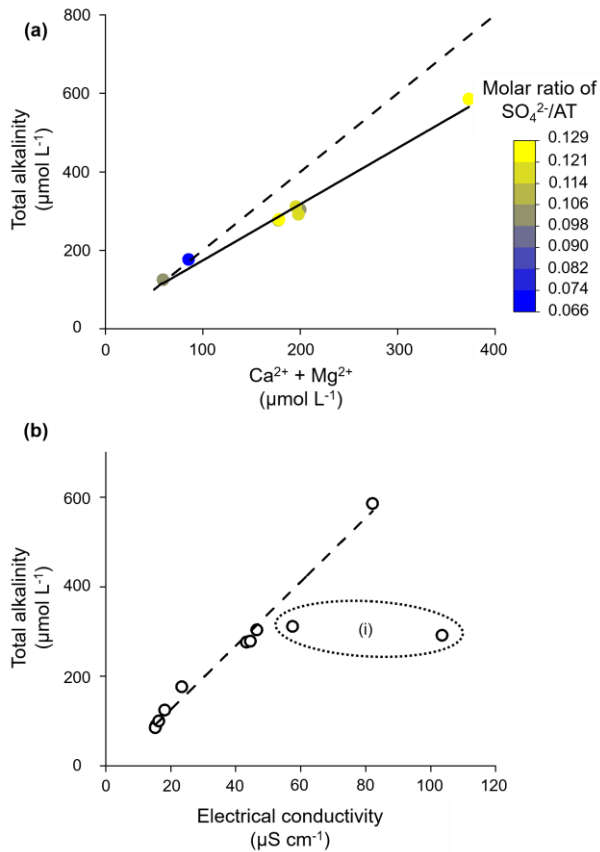 (a)
800
600
400
200
0
Total alkalinity
(µmol L⁻¹)
0
100
200
300
400
Ca²⁺ + Mg²⁺
(µmol L⁻¹)
Molar ratio of
SO₄²⁻/AT
0.129
0.121
0.114
0.106
0.098
0.090
0.082
0.074
0.066
(b)
600
400
200
0
Total alkalinity
(µmol L⁻¹)
(i)
0
20
40
60
80
100
120
Electrical conductivity
(µS cm⁻¹)